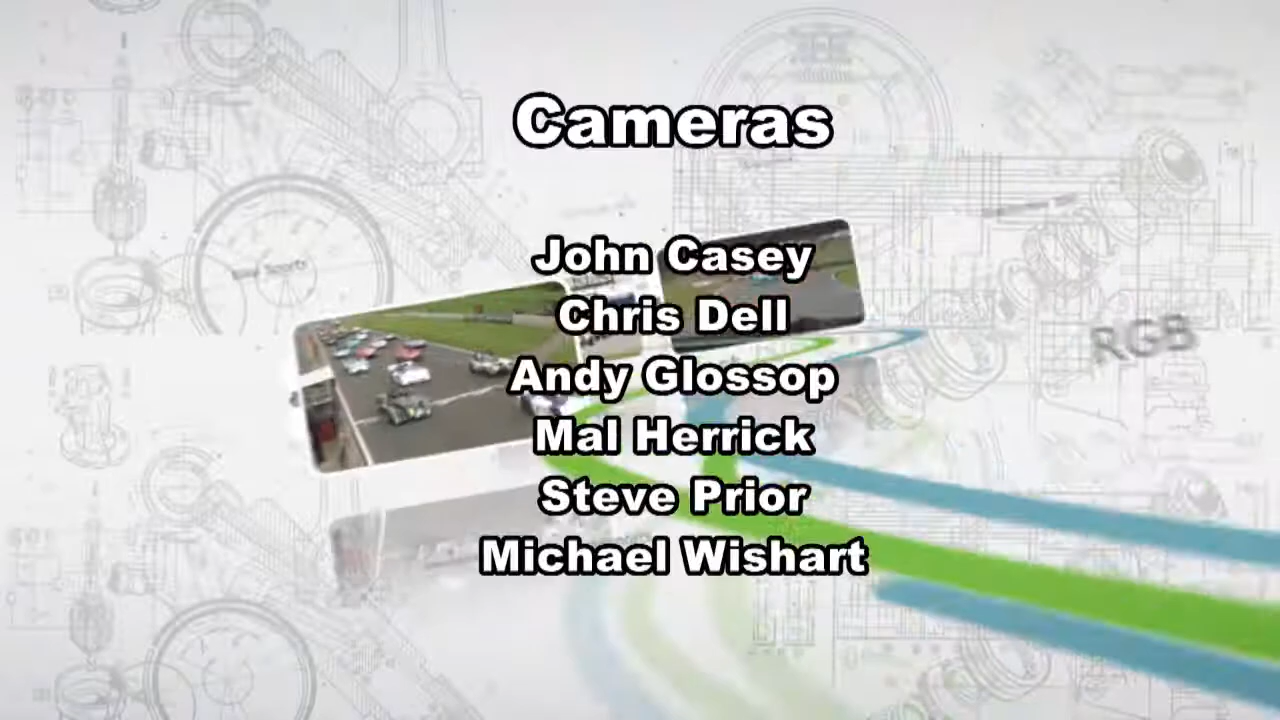 Cameras
John Casey
Chris Dell
Andy Glossop
RGB
Mal Herrick
Steve Prior
Michael Wishart